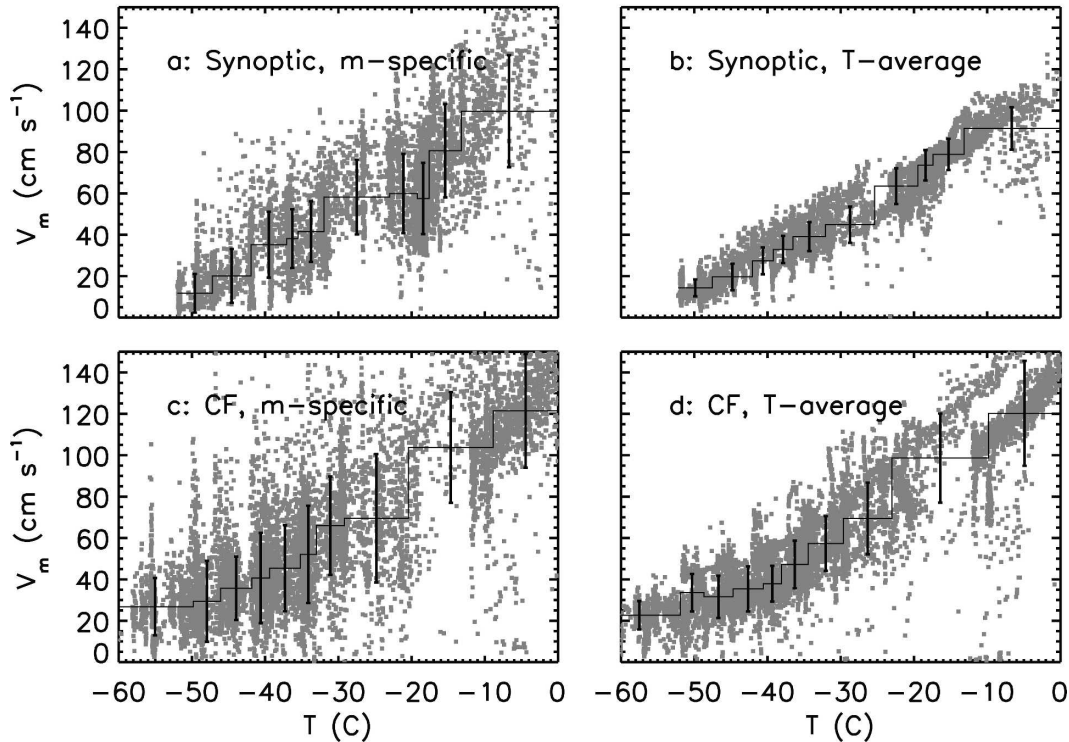 140
120
100
80
60
40
20
0
V_m (cm s⁻¹)
a: Synoptic, m-specific
b: Synoptic, T-average
140
120
100
80
60
40
20
0
V_m (cm s⁻¹)
c: CF, m-specific
d: CF, T-average
-60 -50 -40 -30 -20 -10 0
-60 -50 -40 -30 -20 -10 0
T (C)
T (C)